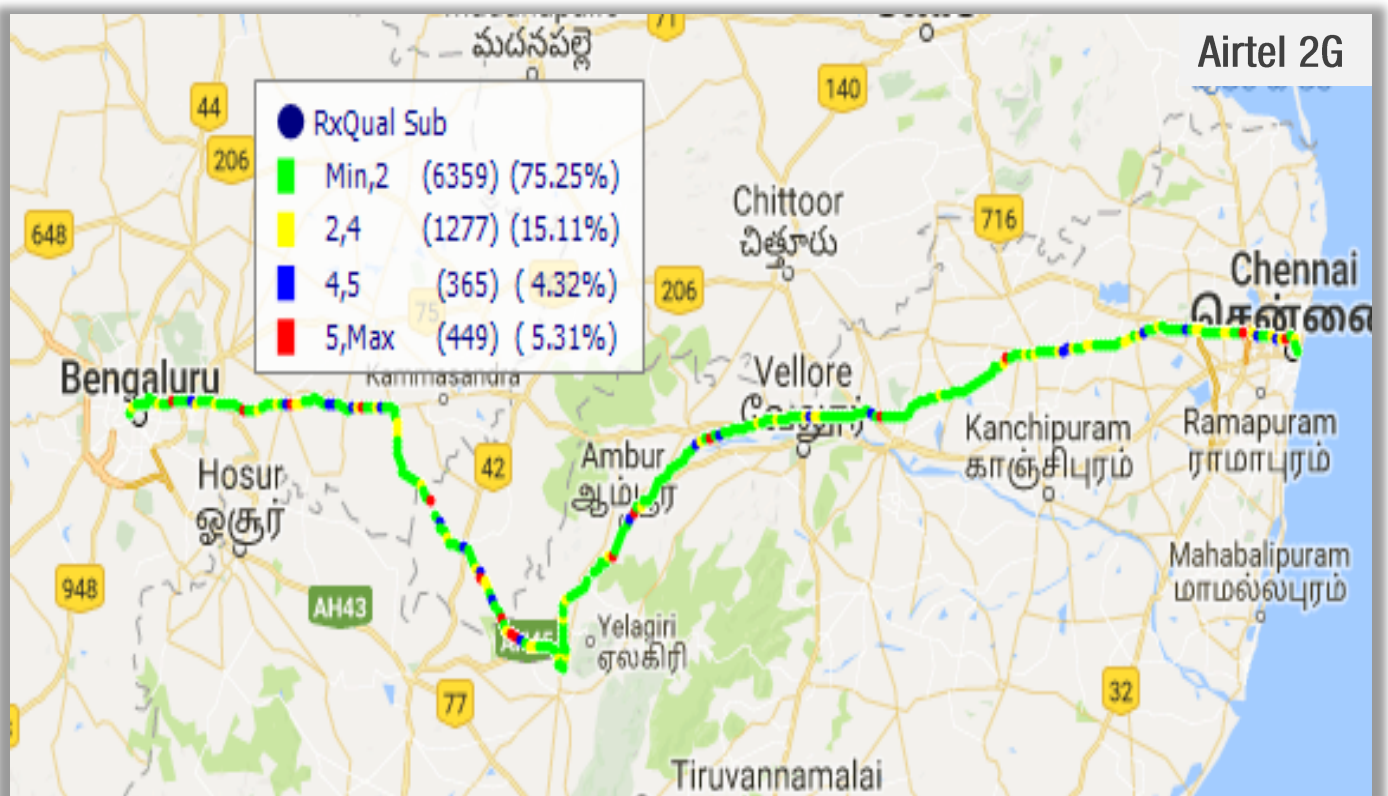 Airtel 2G
మదనపల్లె
71
44
140
206
RxQual Sub
Min,2 (6359) (75.25%)
2,4 (1277) (15.11%)
4,5 (365) ( 4.32%)
5,Max (449) ( 5.31%)
75
648
Chittoor
చిత్తూరు
716
206
Chennai
சென்னை
Bengaluru
Kammasandra
Vellore
வேலூர்
Kanchipuram
காஞ்சிபுரம்
Ramapuram
ராமாபுரம்
42
Ambur
ஆம்பூர்
Hosur
ஓசூர்
Mahabalipuram
மாமல்லபுரம்
948
AH43
AH45
Yelagiri
ஏலகிரி
77
32
Tiruvannamalai